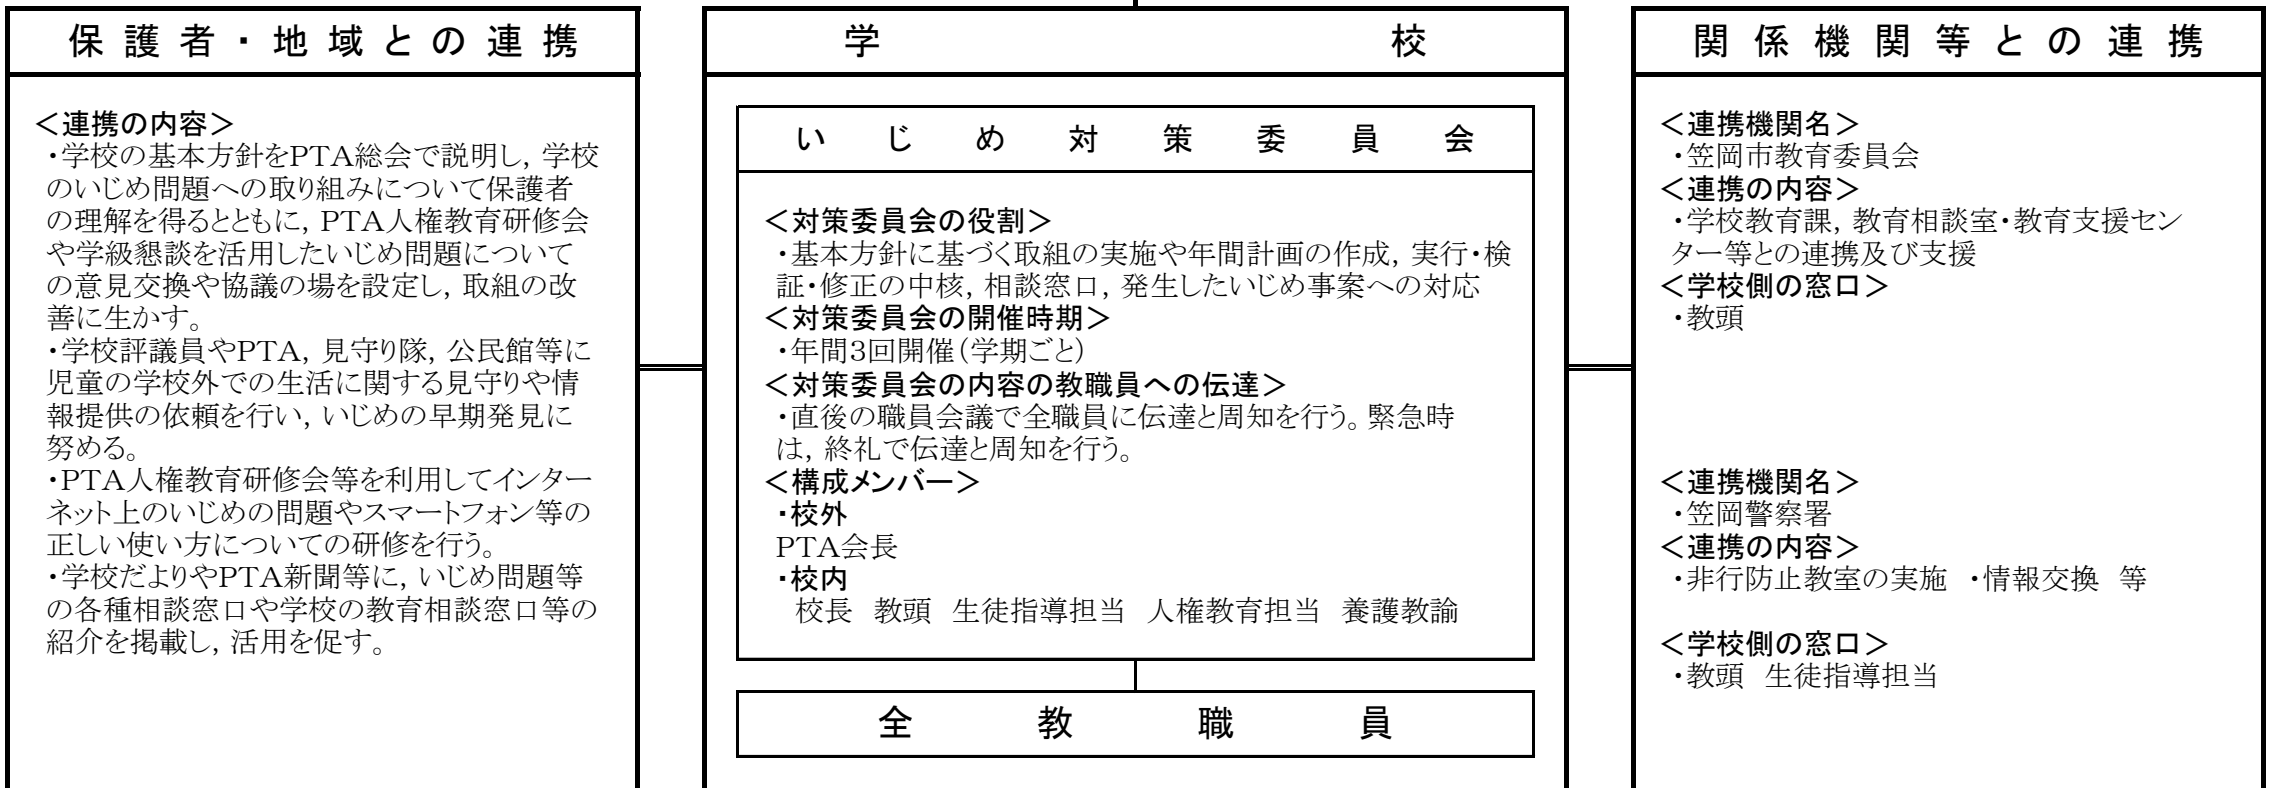 保護者・地域との連携
＜連携の内容＞
・学校の基本方針をPTA総会で説明し，学校
のいじめ問題への取り組みについて保護者
の理解を得るとともに，PTA人権教育研修会
や学級懇談を活用したいじめ問題について
の意見交換や協議の場を設定し，取組の改
善に生かす。
・学校評議員やPTA，見守り隊，公民館等に
児童の学校外での生活に関する見守りや情
報提供の依頼を行い，いじめの早期発見に
努める。
・PTA人権教育研修会等を利用してインター
ネット上のいじめの問題やスマートフォン等の
正しい使い方についての研修を行う。
・学校だよりやPTA新聞等に，いじめ問題等
の各種相談窓口や学校の教育相談窓口等の
紹介を掲載し，活用を促す。
学校
いじめ対策委員会
＜対策委員会の役割＞
・基本方針に基づく取組の実施や年間計画の作成，実行・検
証・修正の中核，相談窓口，発生したいじめ事案への対応
＜対策委員会の開催時期＞
・年間3回開催（学期ごと）
＜対策委員会の内容の教職員への伝達＞
・直後の職員会議で全職員に伝達と周知を行う。緊急時
は，終礼で伝達と周知を行う。
＜構成メンバー＞
・校外
PTA会長
・校内
校長　教頭　生徒指導担当　人権教育担当　養護教諭
全教職員
関係機関等との連携
＜連携機関名＞
・笠岡市教育委員会
＜連携の内容＞
・学校教育課，教育相談室・教育支援セン
ター等との連携及び支援
＜学校側の窓口＞
・教頭
＜連携機関名＞
・笠岡警察署
＜連携の内容＞
・非行防止教室の実施　・情報交換　等
＜学校側の窓口＞
・教頭　生徒指導担当